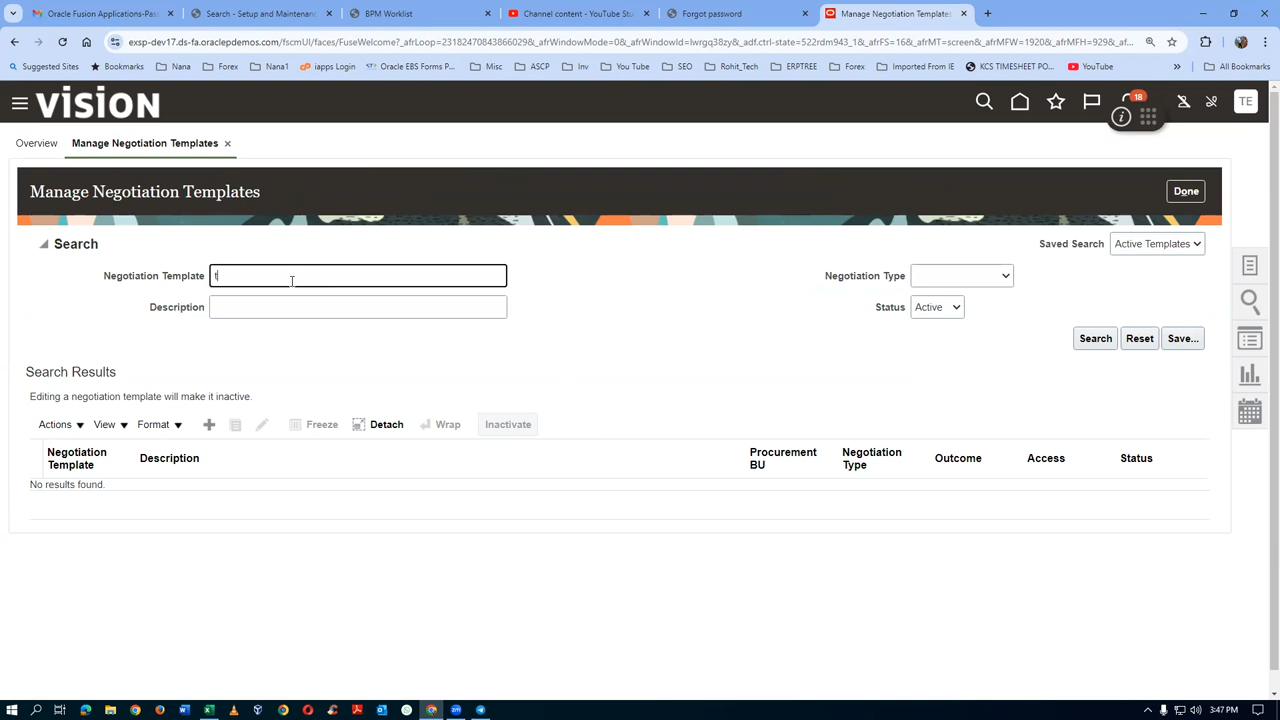 Oracle Fusion Applications-Pas
Search - Setup and Maintenanc
BPM Worklist
Channel content - YouTube Stu
Forgot password
Manage Negotiation Templates
exsp-dev17.ds-fa.oraclepdemos.com/fscmUI/faces/FuseWelcome?_afrLoop=23182470843866029&_afrWindowMode=0&_afrWindowId=lwrgq38zy&_adf.ctrl-state=522rdm943_1&_afrFS=16&_afrMT=screen&_afrMFW=1920&_afrMFH=929&_a...
Suggested Sites Bookmarks Nana Forex Nana1 iapps Login Oracle EBS Forms P... Misc ASCP Inv You Tube SEO Rohit_Tech ERPTREE Forex Imported From IE KCS TIMESHEET PO... YouTube » All Bookmarks
VISION
18
TE
Overview Manage Negotiation Templates ×
Manage Negotiation Templates
Done
Search
Saved Search Active Templates
Negotiation Template t
Negotiation Type
Description
Status Active
Search Reset Save...
Search Results
Editing a negotiation template will make it inactive.
Actions View Format Freeze Detach Wrap Inactivate
Negotiation Template Description Procurement BU Negotiation Type Outcome Access Status
No results found.
3:47 PM